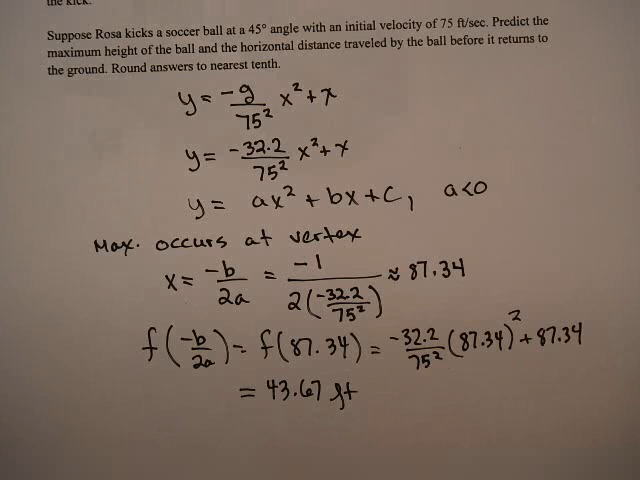 the kick.
Suppose Rosa kicks a soccer ball at a 45° angle with an initial velocity of 75 ft/sec. Predict the
maximum height of the ball and the horizontal distance traveled by the ball before it returns to
the ground. Round answers to nearest tenth.
y = -g/75² x² + x
y = -32.2/75² x² + x
y = ax² + bx + c, a<0
Max. occurs at vertex
x = -b/2a = -1/2(-32.2/75²) ≈ 87.34
f(-b/2a) = f(87.34) = -32.2/75² (87.34)² + 87.34
= 43.67 ft